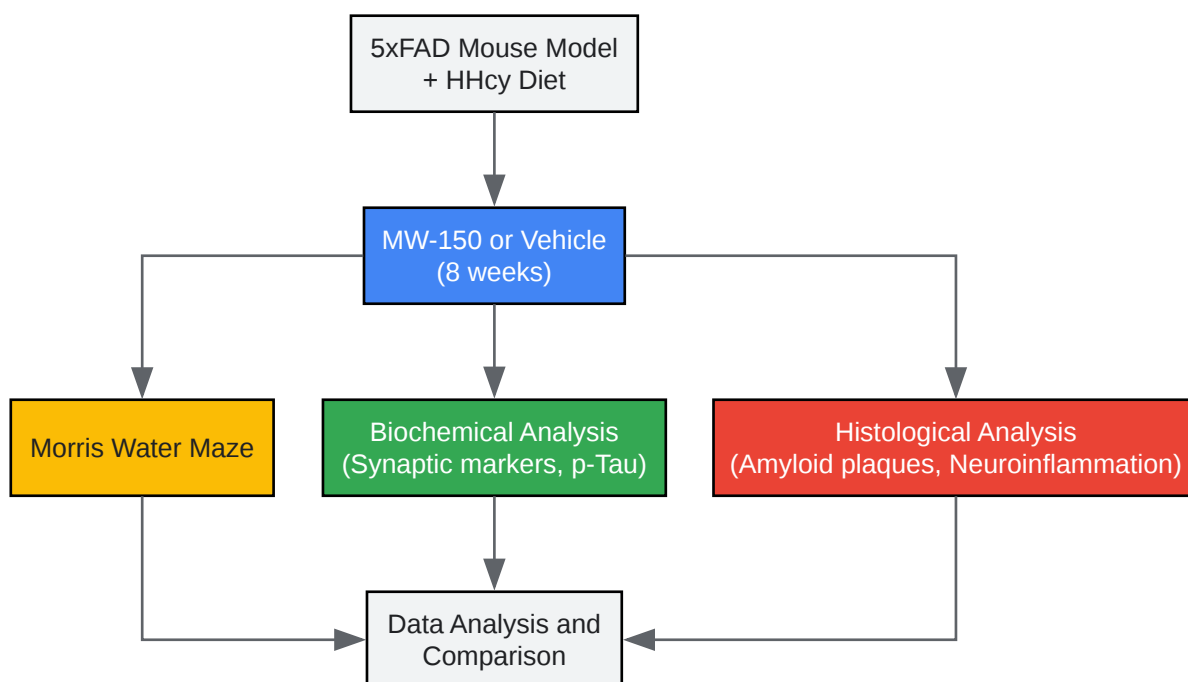 5xFAD Mouse Model
+ HHcy Diet
MW-150 or Vehicle
(8 weeks)
Morris Water Maze
Biochemical Analysis
(Synaptic markers, p-Tau)
Histological Analysis
(Amyloid plaques, Neuroinflammation)
Data Analysis and
Comparison